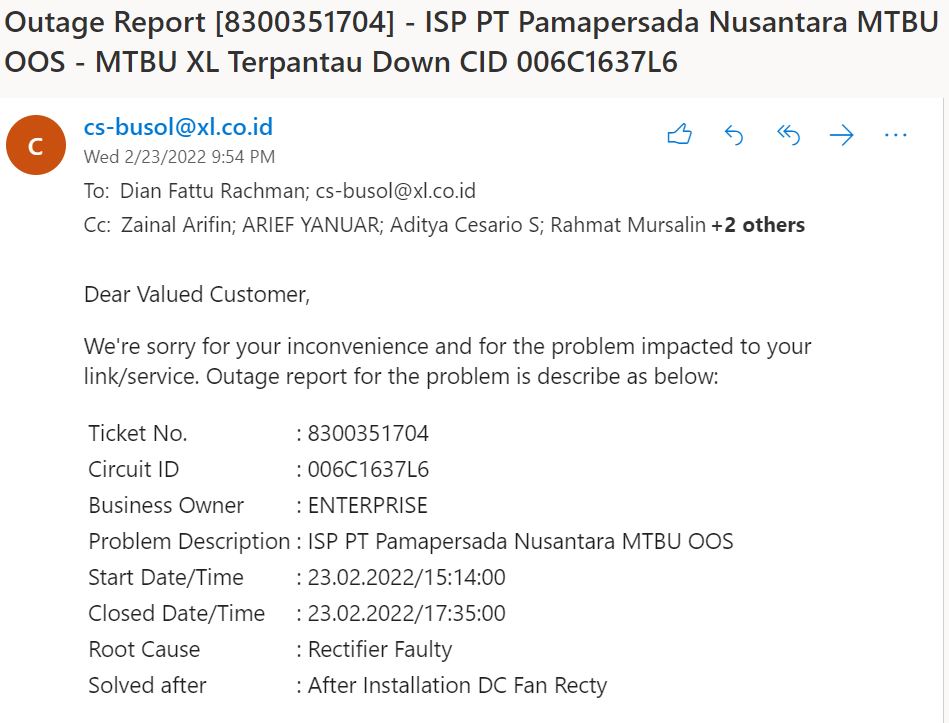 Outage Report [8300351704] - ISP PT Pamapersada Nusantara MTBU
OOS - MTBU XL Terpantau Down CID 006C1637L6
C
cs-busol@xl.co.id
Wed 2/23/2022 9:54 PM
To: Dian Fattu Rachman; cs-busol@xl.co.id
Cc: Zainal Arifin; ARIEF YANUAR; Aditya Cesario S; Rahmat Mursalin +2 others
Dear Valued Customer,
We're sorry for your inconvenience and for the problem impacted to your
link/service. Outage report for the problem is describe as below:
Ticket No. : 8300351704
Circuit ID : 006C1637L6
Business Owner : ENTERPRISE
Problem Description : ISP PT Pamapersada Nusantara MTBU OOS
Start Date/Time : 23.02.2022/15:14:00
Closed Date/Time : 23.02.2022/17:35:00
Root Cause : Rectifier Faulty
Solved after : After Installation DC Fan Recty